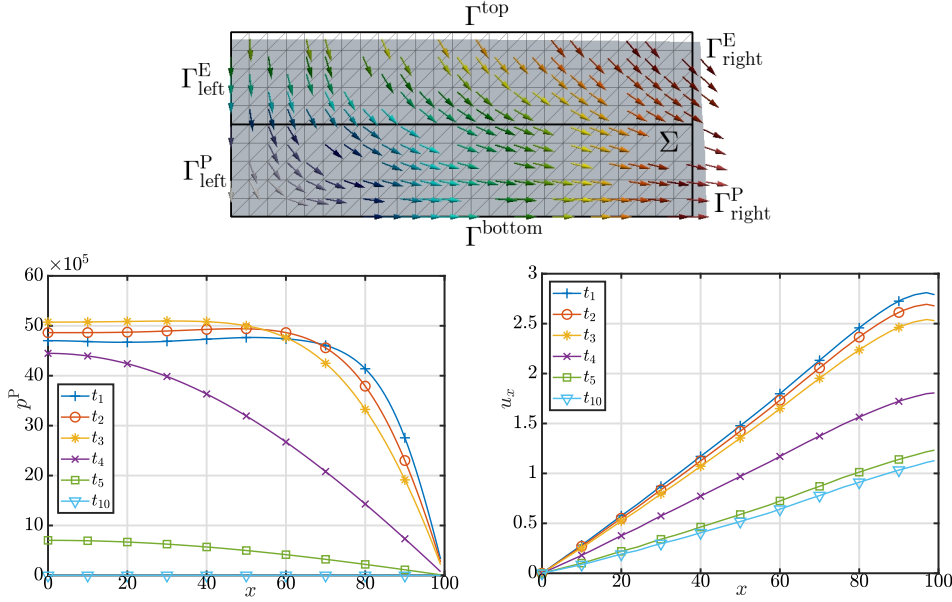 Γ^top
Γ^E_left
Γ^E_right
Σ
Γ^P_left
Γ^P_right
Γ^bottom
×10^5
60
50
40
30
20
10
0
p^P
t_1
t_2
t_3
t_4
t_5
t_10
0 20 40 60 80 100
x
3
2.5
2
1.5
1
0.5
0
u_x
t_1
t_2
t_3
t_4
t_5
t_10
0 20 40 60 80 100
x